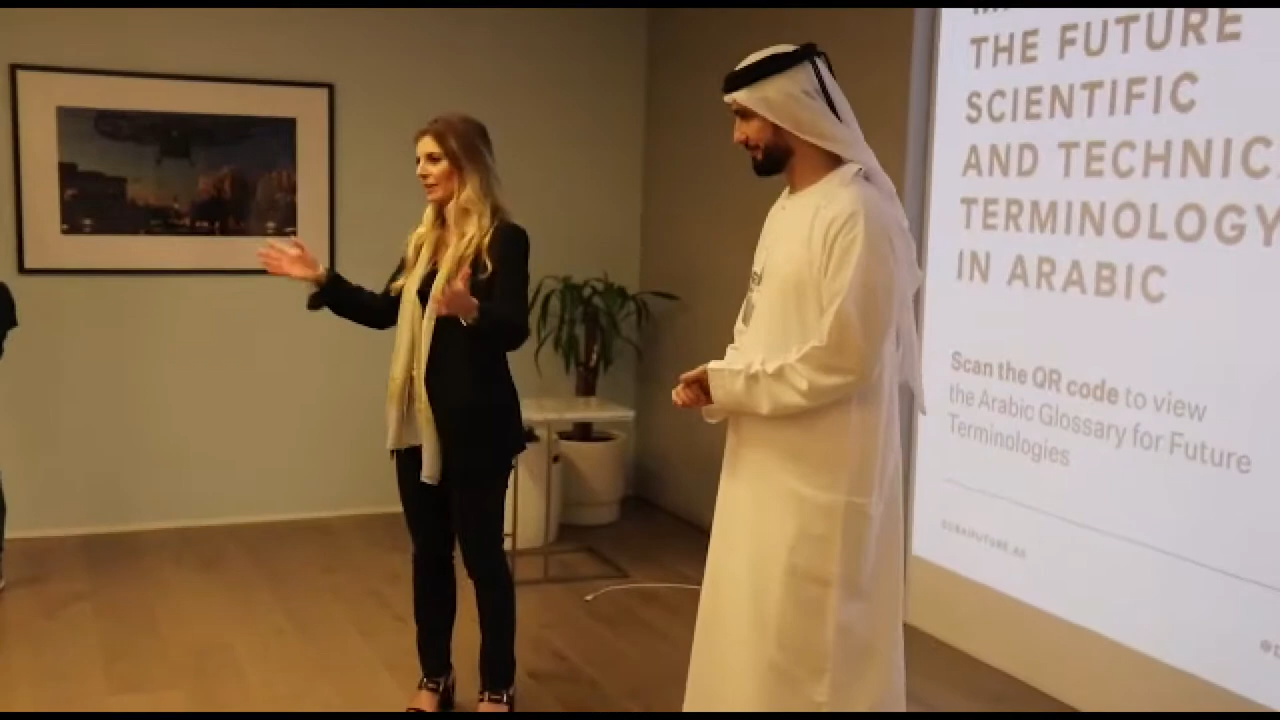 THE FUTURE
SCIENTIFIC
AND TECHNICA
TERMINOLOGY
IN ARABIC
Scan the QR code to view
the Arabic Glossary for Future
Terminologies
DUBAIFUTURE.AE